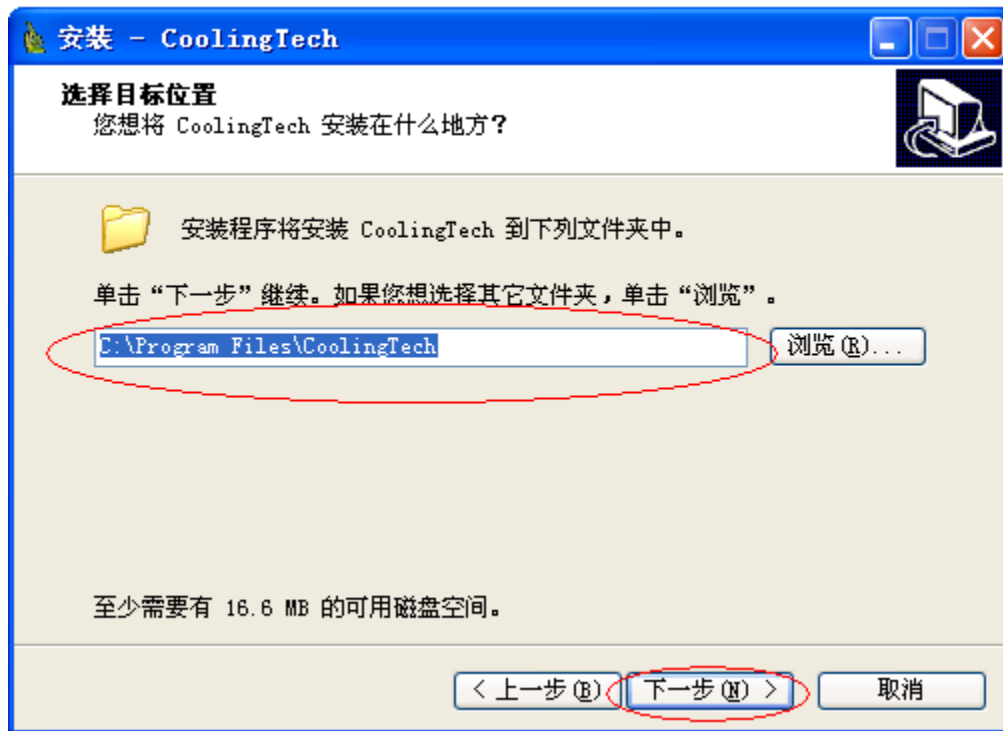 安装 - CoolingTech
选择目标位置
您想将 CoolingTech 安装在什么地方?
安装程序将安装 CoolingTech 到下列文件夹中。
单击“下一步”继续。如果您想选择其它文件夹,单击“浏览”。
C:\Program Files\CoolingTech
浏览(R)...
至少需要有 16.6 MB 的可用磁盘空间。
< 上一步(B) 下一步(N) > 取消